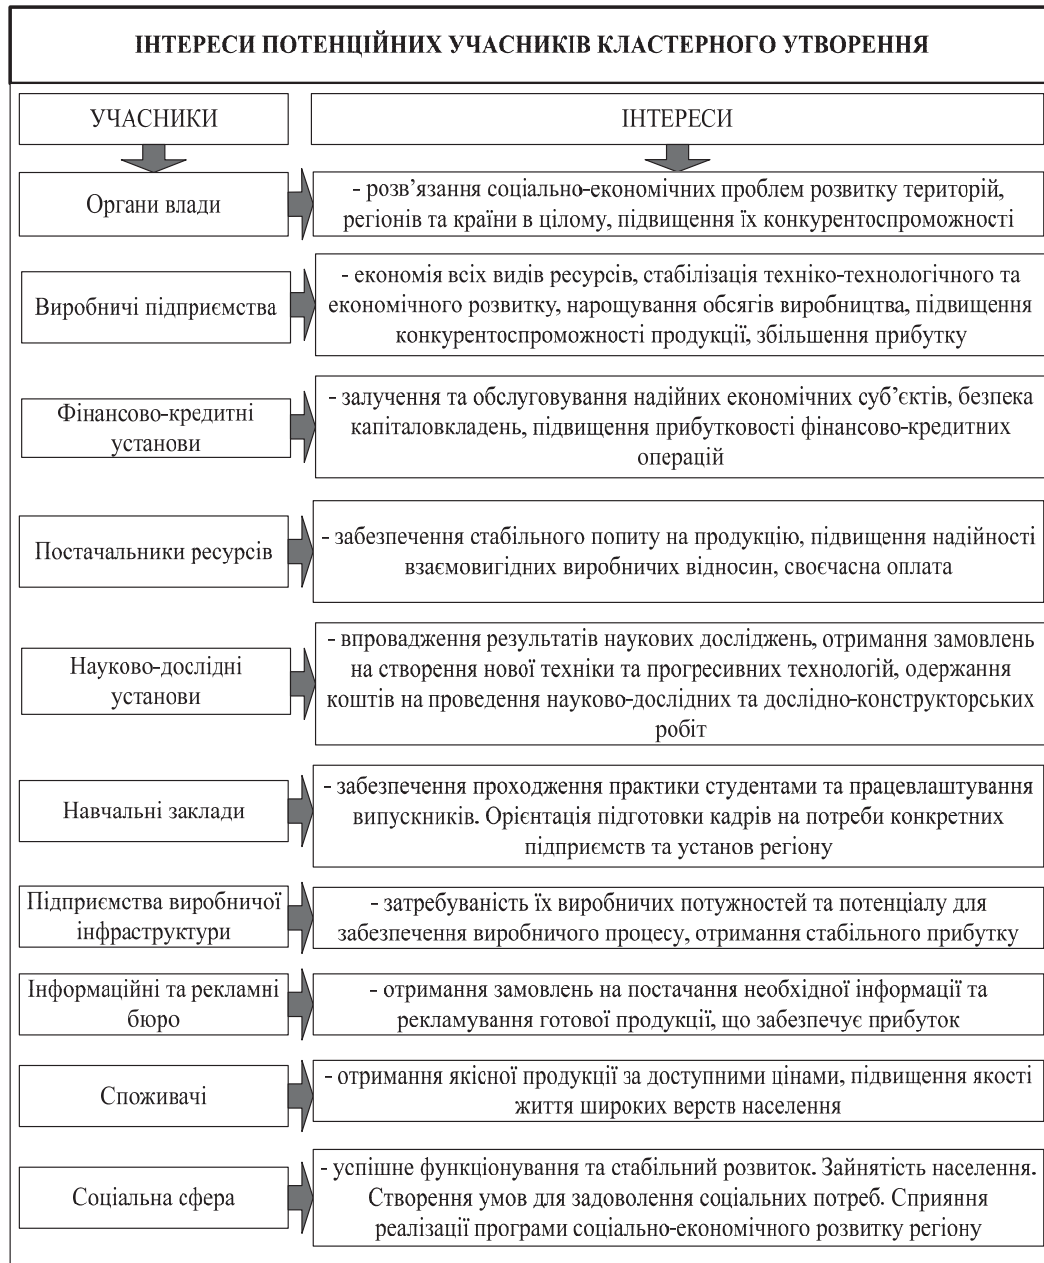 ІНТЕРЕСИ ПОТЕНЦІЙНИХ УЧАСНИКІВ КЛАСТЕРНОГО УТВОРЕННЯ
УЧАСНИКИ
ІНТЕРЕСИ
Органи влади
- розв’язання соціально-економічних проблем розвитку територій,
регіонів та країни в цілому, підвищення їх конкурентоспроможності
Виробничі підприємства
- економія всіх видів ресурсів, стабілізація техніко-технологічного та
економічного розвитку, нарощування обсягів виробництва, підвищення
конкурентоспроможності продукції, збільшення прибутку
Фінансово-кредитні
установи
- залучення та обслуговування надійних економічних суб’єктів, безпека
капіталовкладень, підвищення прибутковості фінансово-кредитних
операцій
Постачальники ресурсів
- забезпечення стабільного попиту на продукцію, підвищення надійності
взаємовигідних виробничих відносин, своєчасна оплата
Науково-дослідні
установи
- впровадження результатів наукових досліджень, отримання замовлень
на створення нової техніки та прогресивних технологій, одержання
коштів на проведення науково-дослідних та дослідно-конструкторських
робіт
Навчальні заклади
- забезпечення проходження практики студентами та працевлаштування
випускників. Орієнтація підготовки кадрів на потреби конкретних
підприємств та установ регіону
Підприємства виробничої
інфраструктури
- затребуваність їх виробничих потужностей та потенціалу для
забезпечення виробничого процесу, отримання стабільного прибутку
Інформаційні та рекламні
бюро
- отримання замовлень на постачання необхідної інформації та
рекламування готової продукції, що забезпечує прибуток
Споживачі
- отримання якісної продукції за доступними цінами, підвищення якості
життя широких верств населення
Соціальна сфера
- успішне функціонування та стабільний розвиток. Зайнятість населення.
Створення умов для задоволення соціальних потреб. Сприяння
реалізації програми соціально-економічного розвитку регіону